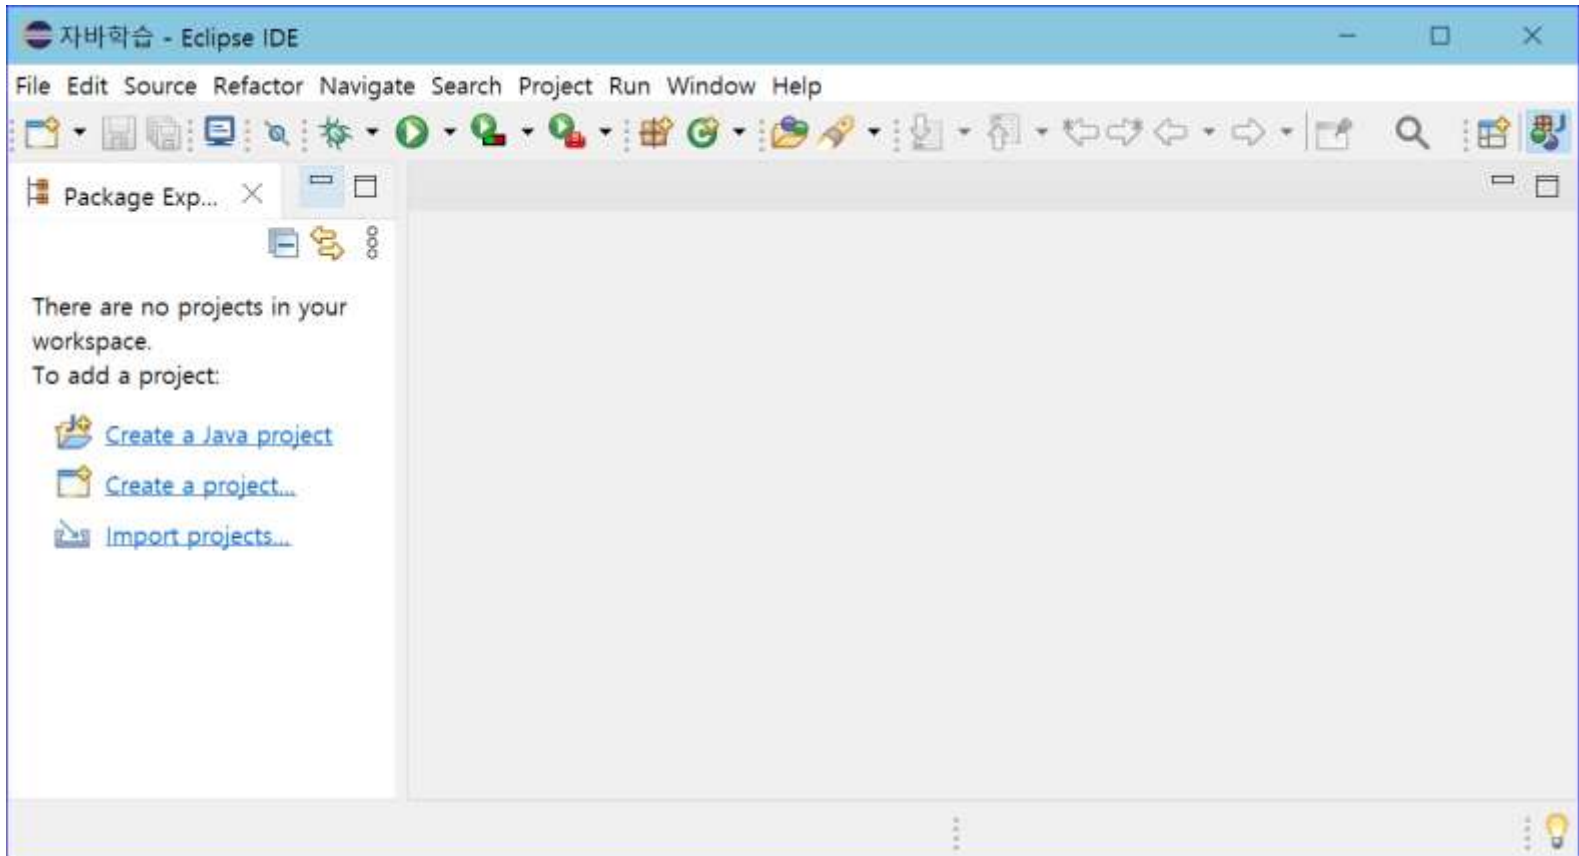 자바학습 - Eclipse IDE
File Edit Source Refactor Navigate Search Project Run Window Help
Package Exp...
There are no projects in your
workspace.
To add a project:
Create a Java project
Create a project...
Import projects...